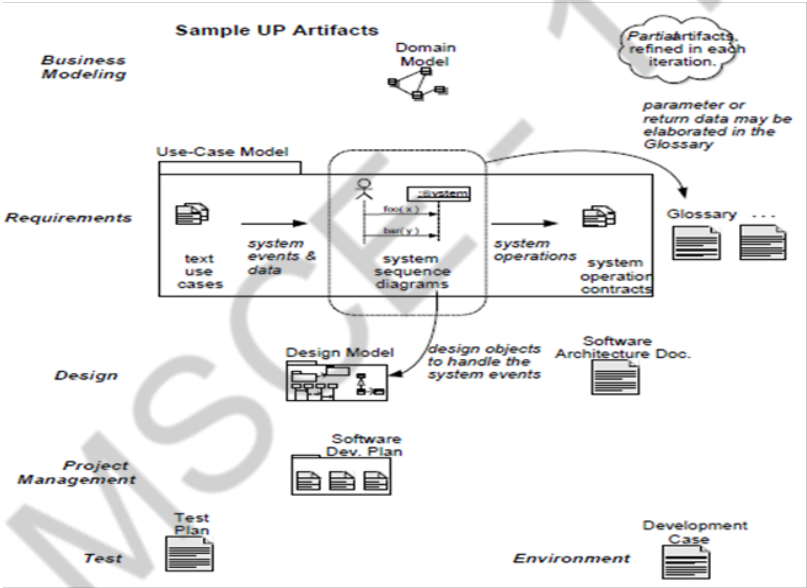 Sample UP Artifacts
Business
Modeling
Domain
Model
Partial artifacts,
refined in each
iteration.
parameter or
return data may be
elaborated in the
Glossary
Use-Case Model
Requirements
text
use
cases
system
events &
data
: System
foo( x )
bar( y )
system
sequence
diagrams
system
operations
system
operation
contracts
Glossary ...
Design
Design Model
design objects
to handle the
system events
Software
Architecture Doc.
Project
Management
Software
Dev. Plan
Test
Test
Plan
Environment
Development
Case
MSCE - 1